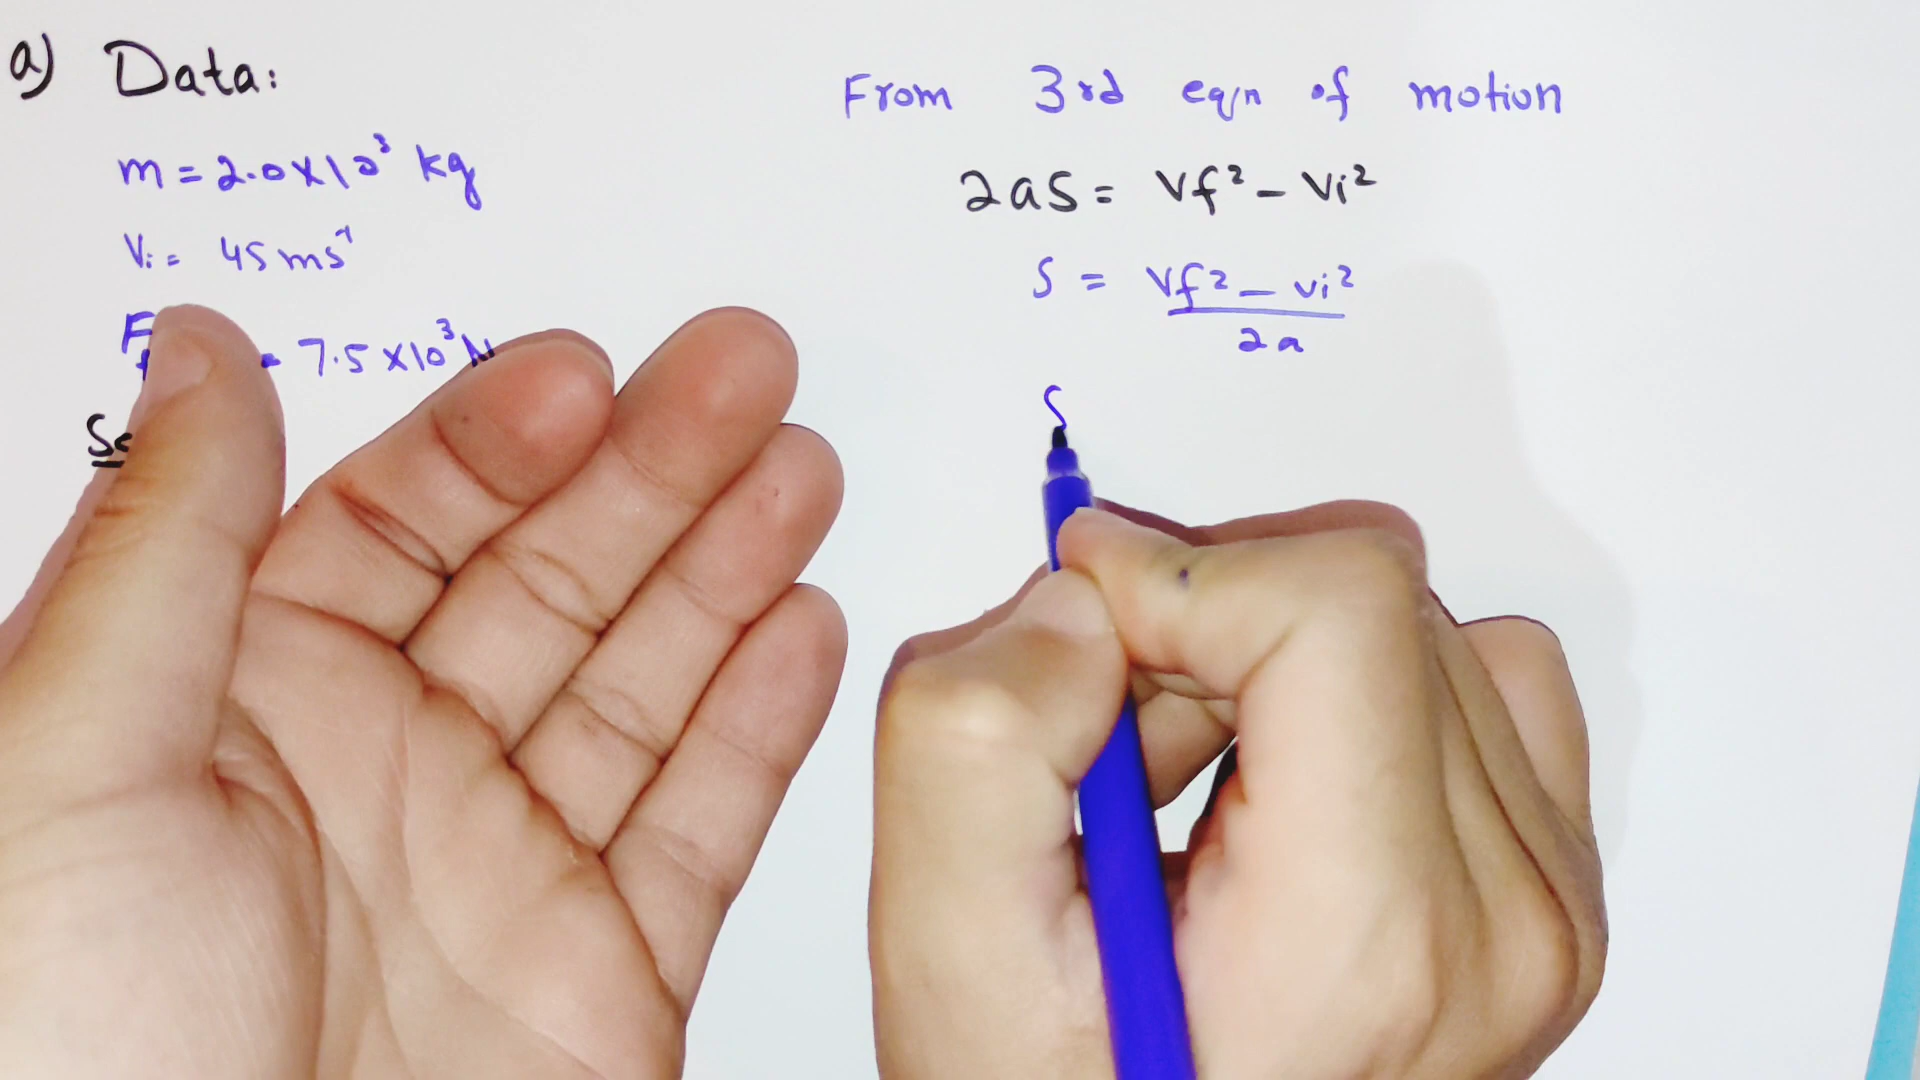 a) Data:
m = 2.0×10³ kg
Vi = 45 ms⁻¹
= 7.5×10³ N
From 3rd eqn of motion
2aS = Vf² - Vi²
S = Vf² - Vi²
2a
S